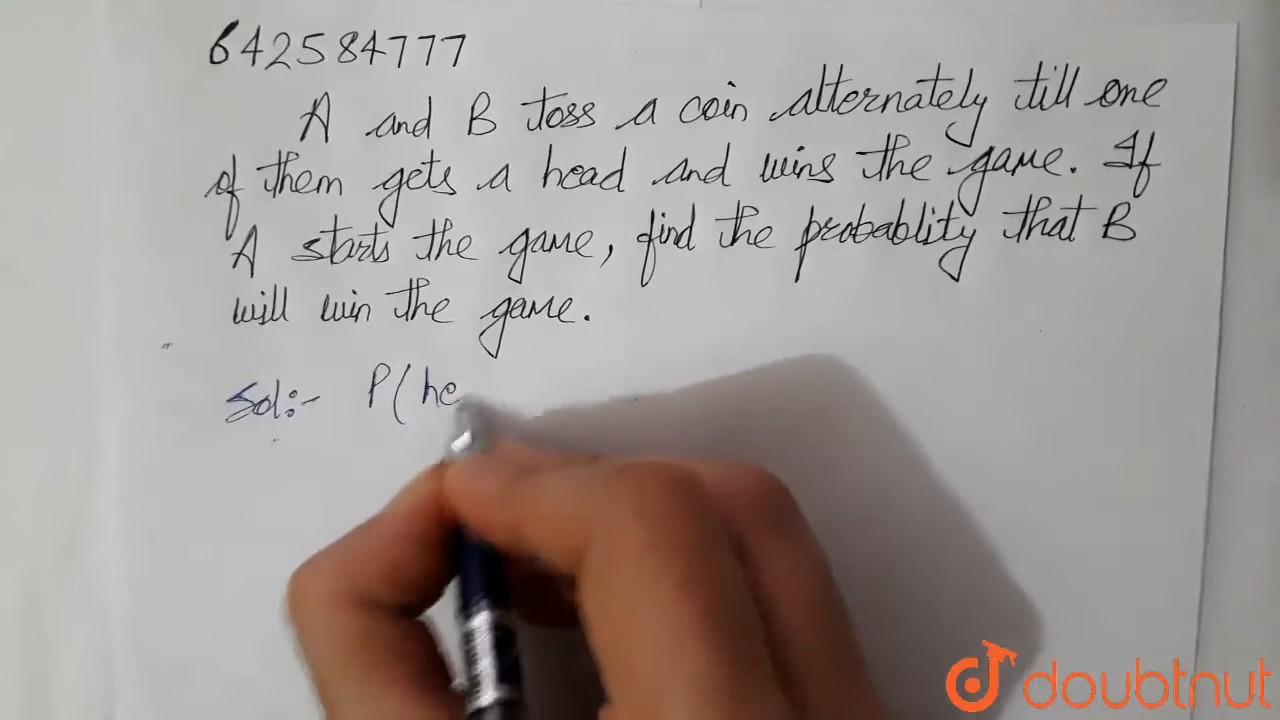 642584777
A and B toss a coin alternately till one
of them gets a head and wins the game. If
A starts the game, find the probablity that B
will win the game.
Sol:- P(he
doubtnut